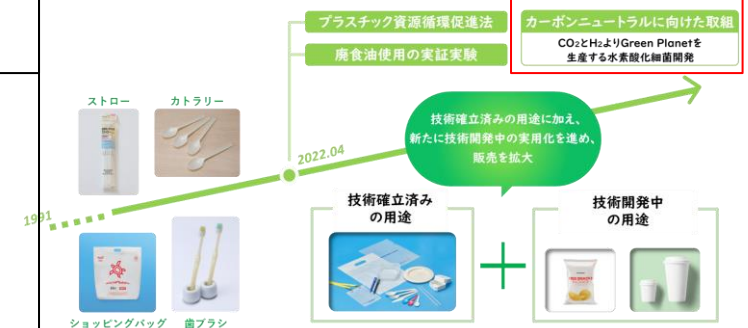 プラスチック資源循環促進法
廃食油使用の実証実験
カーボンニュートラルに向けた取組
CO₂とH₂よりGreen Planetを
生産する水素酸化細菌開発
ストロー
カトラリー
技術確立済みの用途に加え、
新たに技術開発中の実用化を進め、
販売を拡大
2022.04
1991
技術確立済み
の用途
技術開発中
の用途
ショッピングバッグ
歯ブラシ